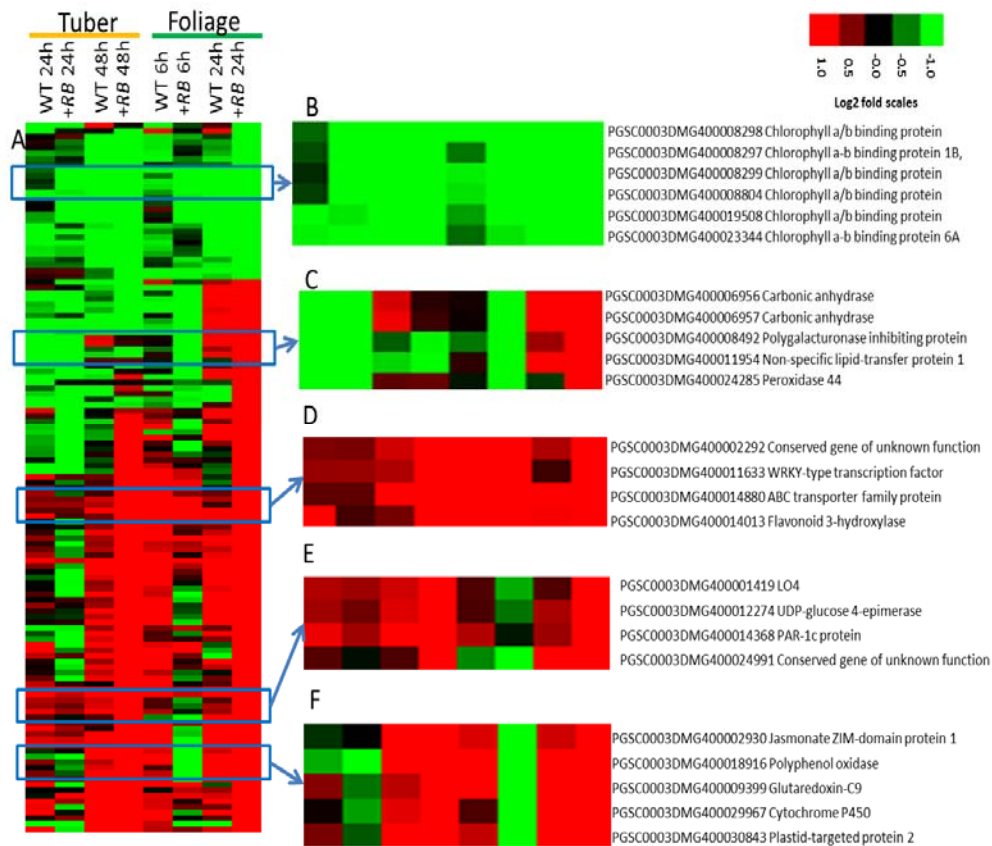 Tuber
Foliage
WT 24h
+RB 24h
WT 48h
+RB 48h
WT 6h
+RB 6h
WT 24h
+RB 24h
1.0
0.5
-0.0
-0.5
-1.0
Log2 fold scales
A
B
PGSC0003DMG400008298 Chlorophyll a/b binding protein
PGSC0003DMG400008297 Chlorophyll a-b binding protein 1B,
PGSC0003DMG400008299 Chlorophyll a/b binding protein
PGSC0003DMG400008804 Chlorophyll a/b binding protein
PGSC0003DMG400019508 Chlorophyll a/b binding protein
PGSC0003DMG400023344 Chlorophyll a-b binding protein 6A
C
PGSC0003DMG400006956 Carbonic anhydrase
PGSC0003DMG400006957 Carbonic anhydrase
PGSC0003DMG400008492 Polygalacturonase inhibiting protein
PGSC0003DMG400011954 Non-specific lipid-transfer protein 1
PGSC0003DMG400024285 Peroxidase 44
D
PGSC0003DMG400002292 Conserved gene of unknown function
PGSC0003DMG400011633 WRKY-type transcription factor
PGSC0003DMG400014880 ABC transporter family protein
PGSC0003DMG400014013 Flavonoid 3-hydroxylase
E
PGSC0003DMG400001419 LO4
PGSC0003DMG400012274 UDP-glucose 4-epimerase
PGSC0003DMG400014368 PAR-1c protein
PGSC0003DMG400024991 Conserved gene of unknown function
F
PGSC0003DMG400002930 Jasmonate ZIM-domain protein 1
PGSC0003DMG400018916 Polyphenol oxidase
PGSC0003DMG400009399 Glutaredoxin-C9
PGSC0003DMG400029967 Cytochrome P450
PGSC0003DMG400030843 Plastid-targeted protein 2